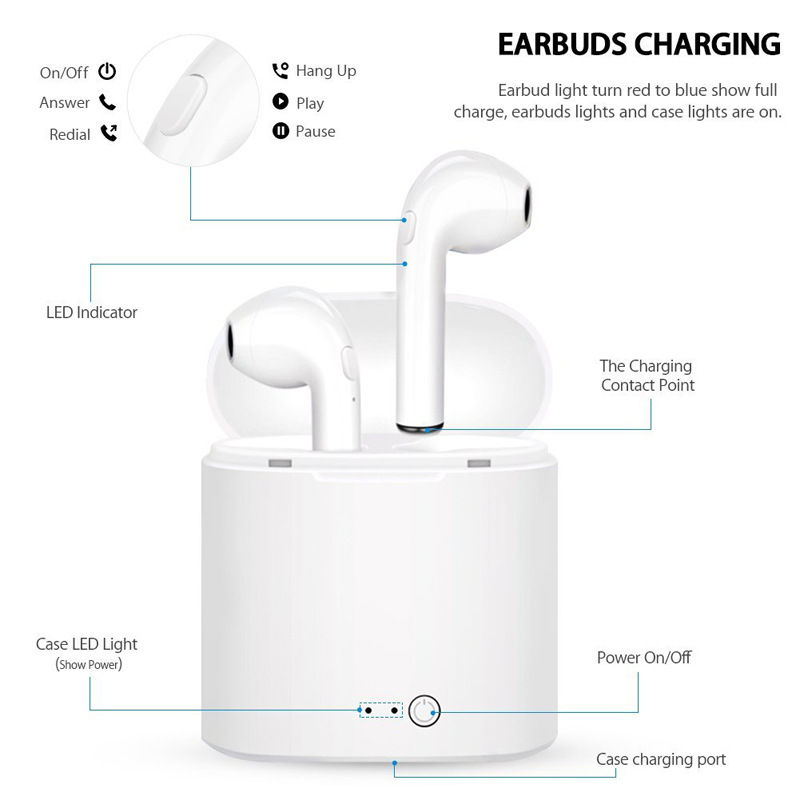 EARBUDS CHARGING
Earbud light turn red to blue show full
charge, earbuds lights and case lights are on.
On/Off
Answer
Redial
Hang Up
Play
Pause
LED Indicator
The Charging
Contact Point
Case LED Light
(Show Power)
Power On/Off
Case charging port